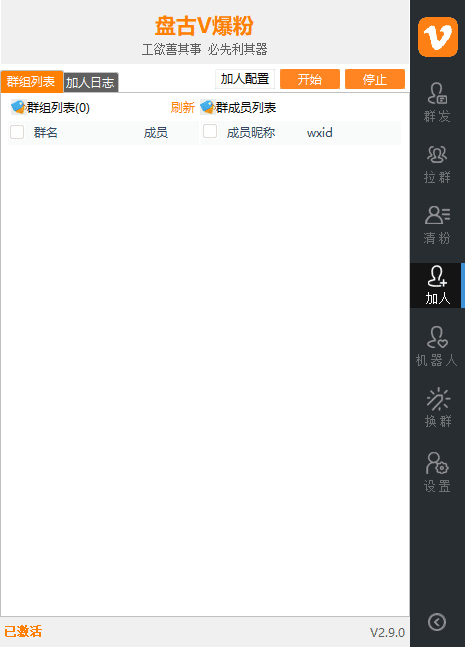 盘古V爆粉
工欲善其事 必先利其器
群组列表 加人日志 加人配置 开始 停止
群组列表(0) 刷新 群成员列表
群名 成员 成员昵称 wxid
群发
拉群
清粉
加人
机器人
换群
设置
已激活 V2.9.0